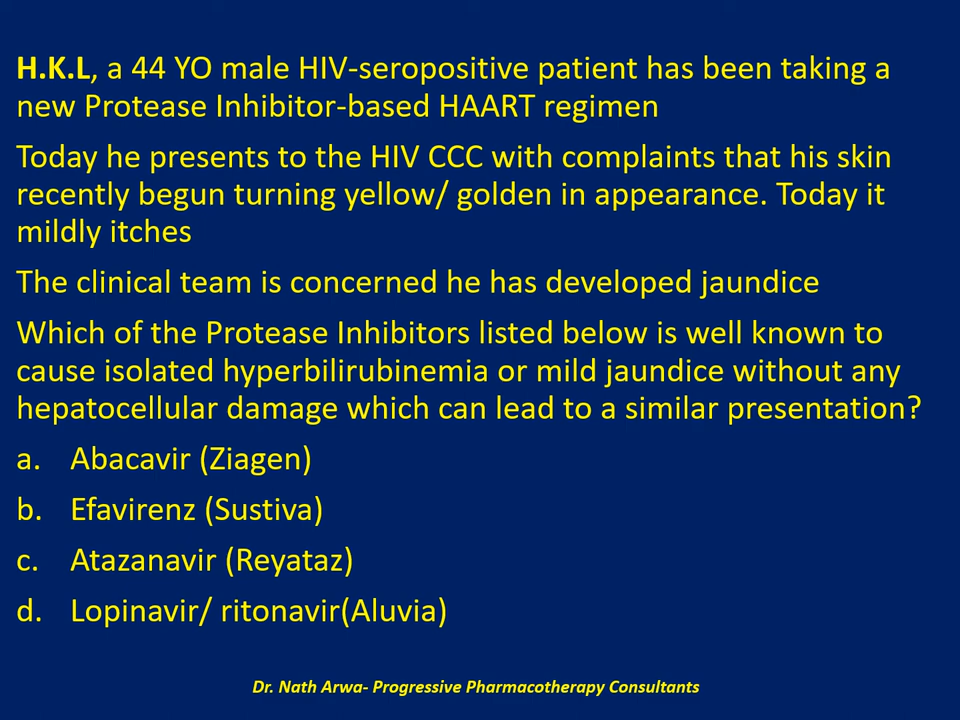 H.K.L, a 44 YO male HIV-seropositive patient has been taking a
new Protease Inhibitor-based HAART regimen
Today he presents to the HIV CCC with complaints that his skin
recently begun turning yellow/ golden in appearance. Today it
mildly itches
The clinical team is concerned he has developed jaundice
Which of the Protease Inhibitors listed below is well known to
cause isolated hyperbilirubinemia or mild jaundice without any
hepatocellular damage which can lead to a similar presentation?
a. Abacavir (Ziagen)
b. Efavirenz (Sustiva)
c. Atazanavir (Reyataz)
d. Lopinavir/ ritonavir(Aluvia)
Dr. Nath Arwa- Progressive Pharmacotherapy Consultants